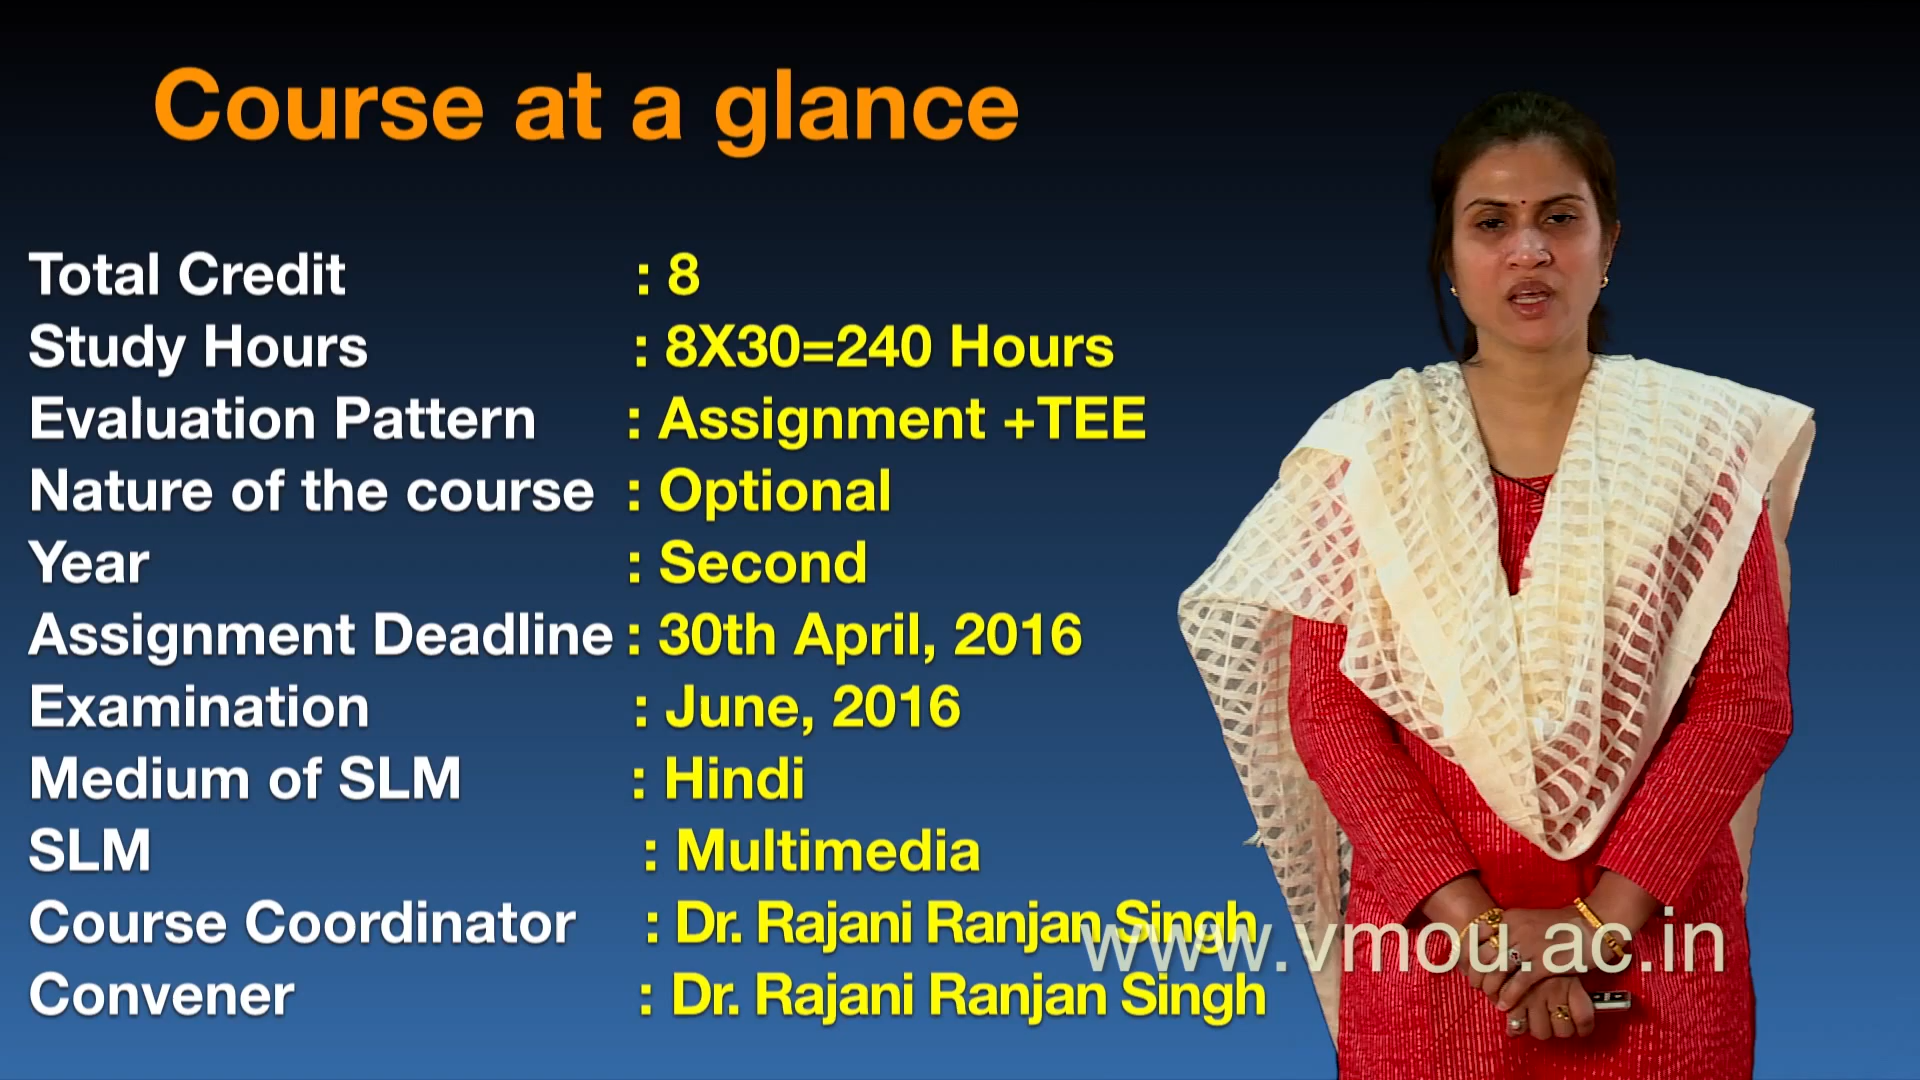 Course at a glance
Total Credit : 8
Study Hours : 8X30=240 Hours
Evaluation Pattern : Assignment +TEE
Nature of the course : Optional
Year : Second
Assignment Deadline : 30th April, 2016
Examination : June, 2016
Medium of SLM : Hindi
SLM : Multimedia
Course Coordinator : Dr. Rajani Ranjan Singh
www.vmou.ac.in
Convener : Dr. Rajani Ranjan Singh